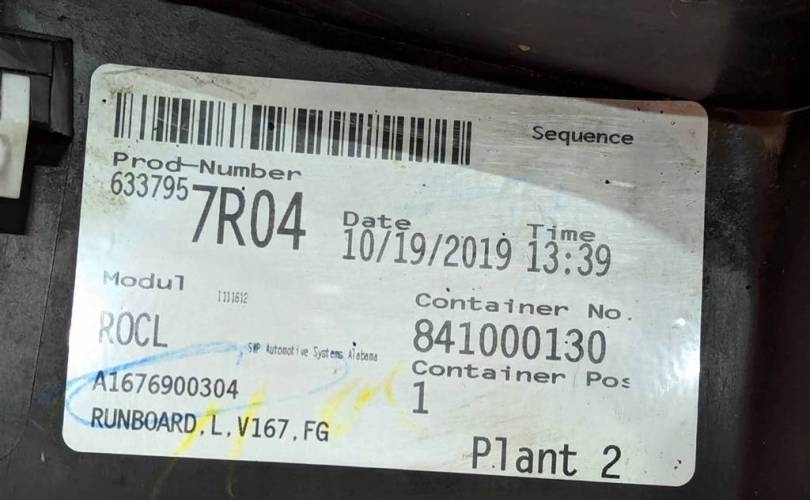 Sequence
Prod-Number
633795 7R04
Date
10/19/2019
Time
13:39
Modul
1111612
ROCL
Container No.
841000130
SMP Automotive Systems Alabama
Container Pos
1
A1676900304
RUNBOARD,L,V167,FG
Plant 2